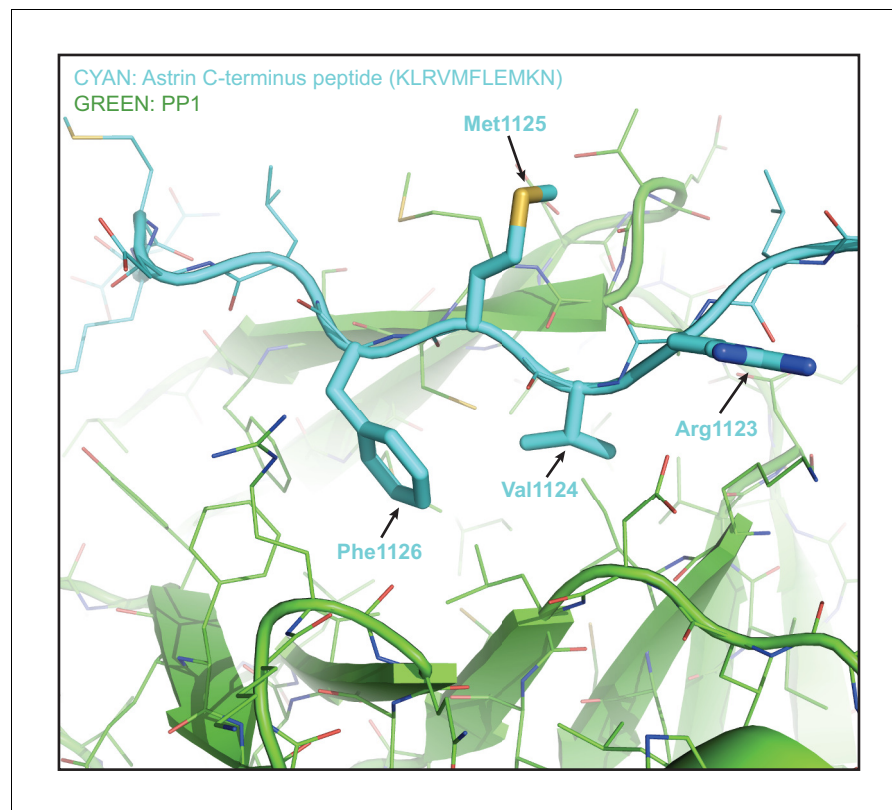 CYAN: Astrin C-terminus peptide (KLRVMFLEMKN)
GREEN: PP1
Met1125
Arg1123
Val1124
Phe1126